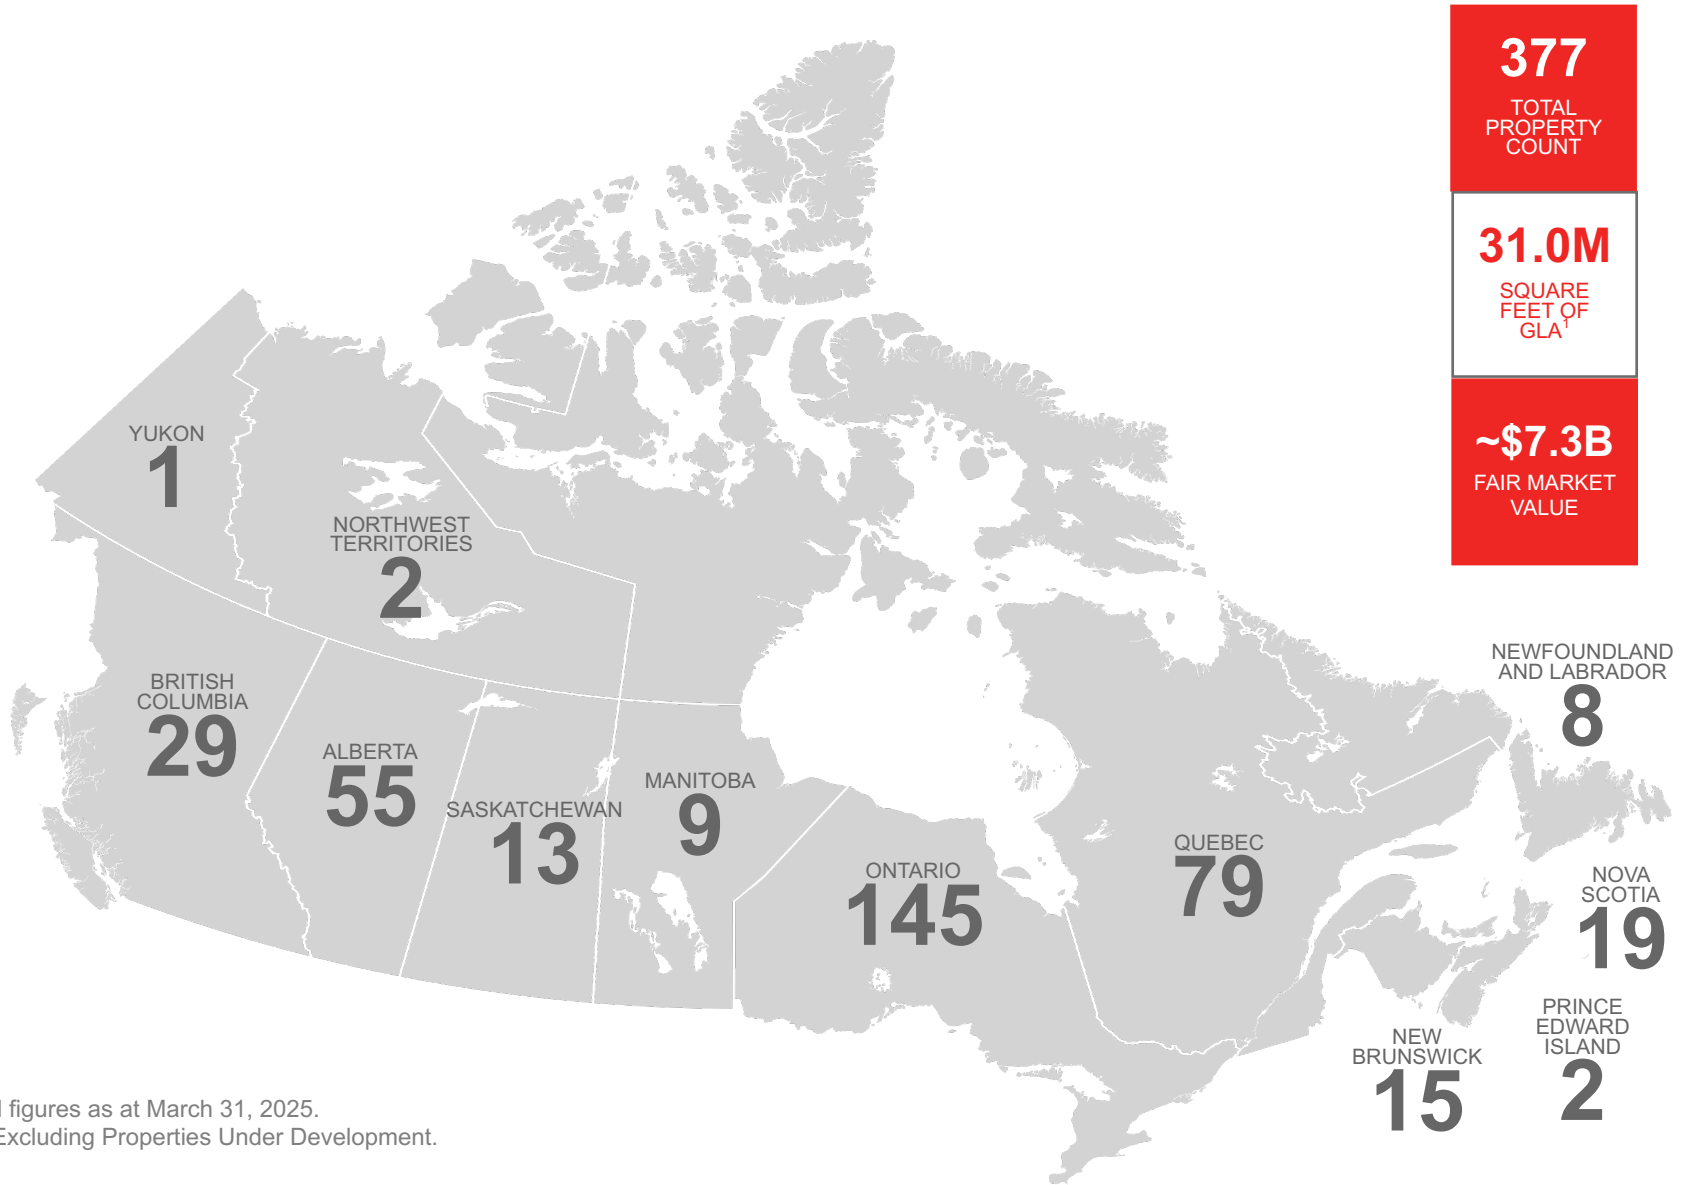 377
TOTAL
PROPERTY
COUNT
31.0M
SQUARE
FEET OF
GLA¹
~$7.3B
FAIR MARKET
VALUE
YUKON
1
NORTHWEST
TERRITORIES
2
BRITISH
COLUMBIA
29
ALBERTA
55
SASKATCHEWAN
13
MANITOBA
9
ONTARIO
145
QUEBEC
79
NEWFOUNDLAND
AND LABRADOR
8
NOVA
SCOTIA
19
PRINCE
EDWARD
ISLAND
2
NEW
BRUNSWICK
15
figures as at March 31, 2025.
Excluding Properties Under Development.